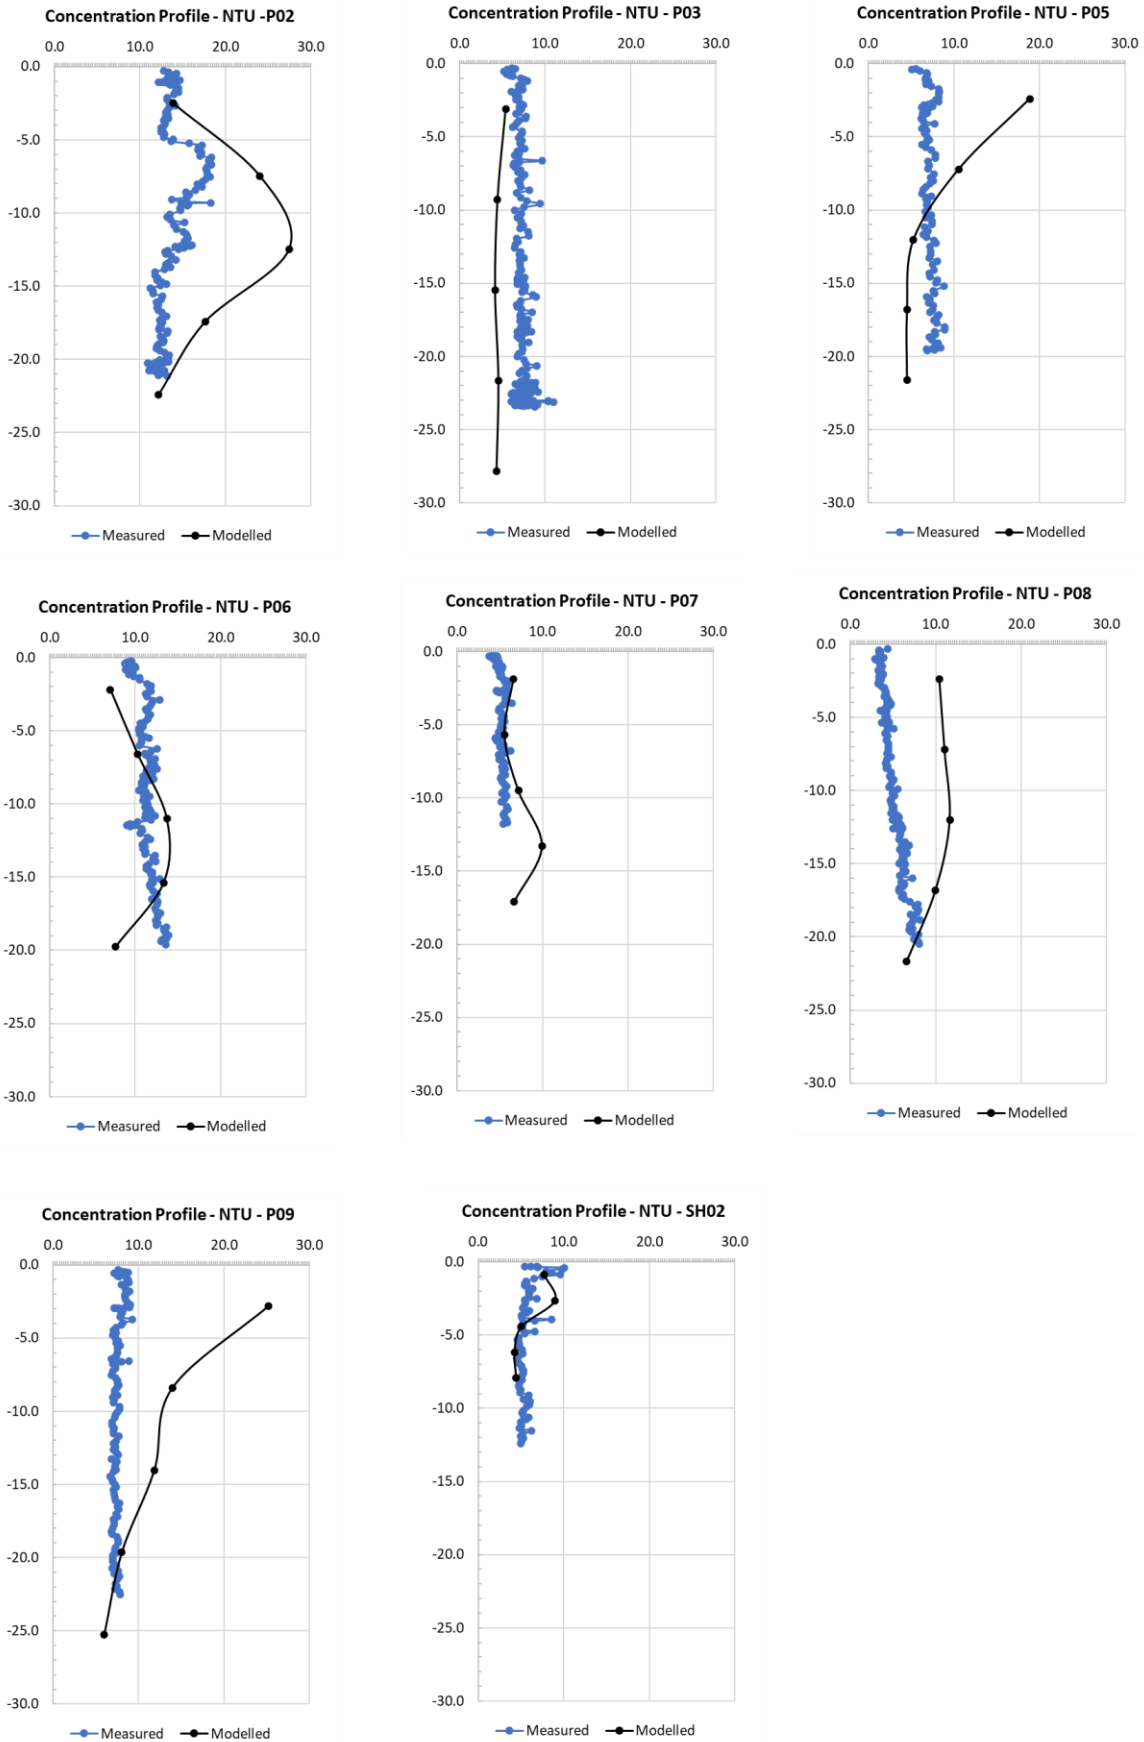 Concentration Profile - NTU -P02
0.0 10.0 20.0 30.0
0.0
-5.0
-10.0
-15.0
-20.0
-25.0
-30.0
Measured Modelled
Concentration Profile - NTU - P03
0.0 10.0 20.0 30.0
0.0
-5.0
-10.0
-15.0
-20.0
-25.0
-30.0
Measured Modelled
Concentration Profile - NTU - P05
0.0 10.0 20.0 30.0
0.0
-5.0
-10.0
-15.0
-20.0
-25.0
-30.0
Measured Modelled
Concentration Profile - NTU - P06
0.0 10.0 20.0 30.0
0.0
-5.0
-10.0
-15.0
-20.0
-25.0
-30.0
Measured Modelled
Concentration Profile - NTU - P07
0.0 10.0 20.0 30.0
0.0
-5.0
-10.0
-15.0
-20.0
-25.0
-30.0
Measured Modelled
Concentration Profile - NTU - P08
0.0 10.0 20.0 30.0
0.0
-5.0
-10.0
-15.0
-20.0
-25.0
-30.0
Measured Modelled
Concentration Profile - NTU - P09
0.0 10.0 20.0 30.0
0.0
-5.0
-10.0
-15.0
-20.0
-25.0
-30.0
Measured Modelled
Concentration Profile - NTU - SH02
0.0 10.0 20.0 30.0
0.0
-5.0
-10.0
-15.0
-20.0
-25.0
-30.0
Measured Modelled